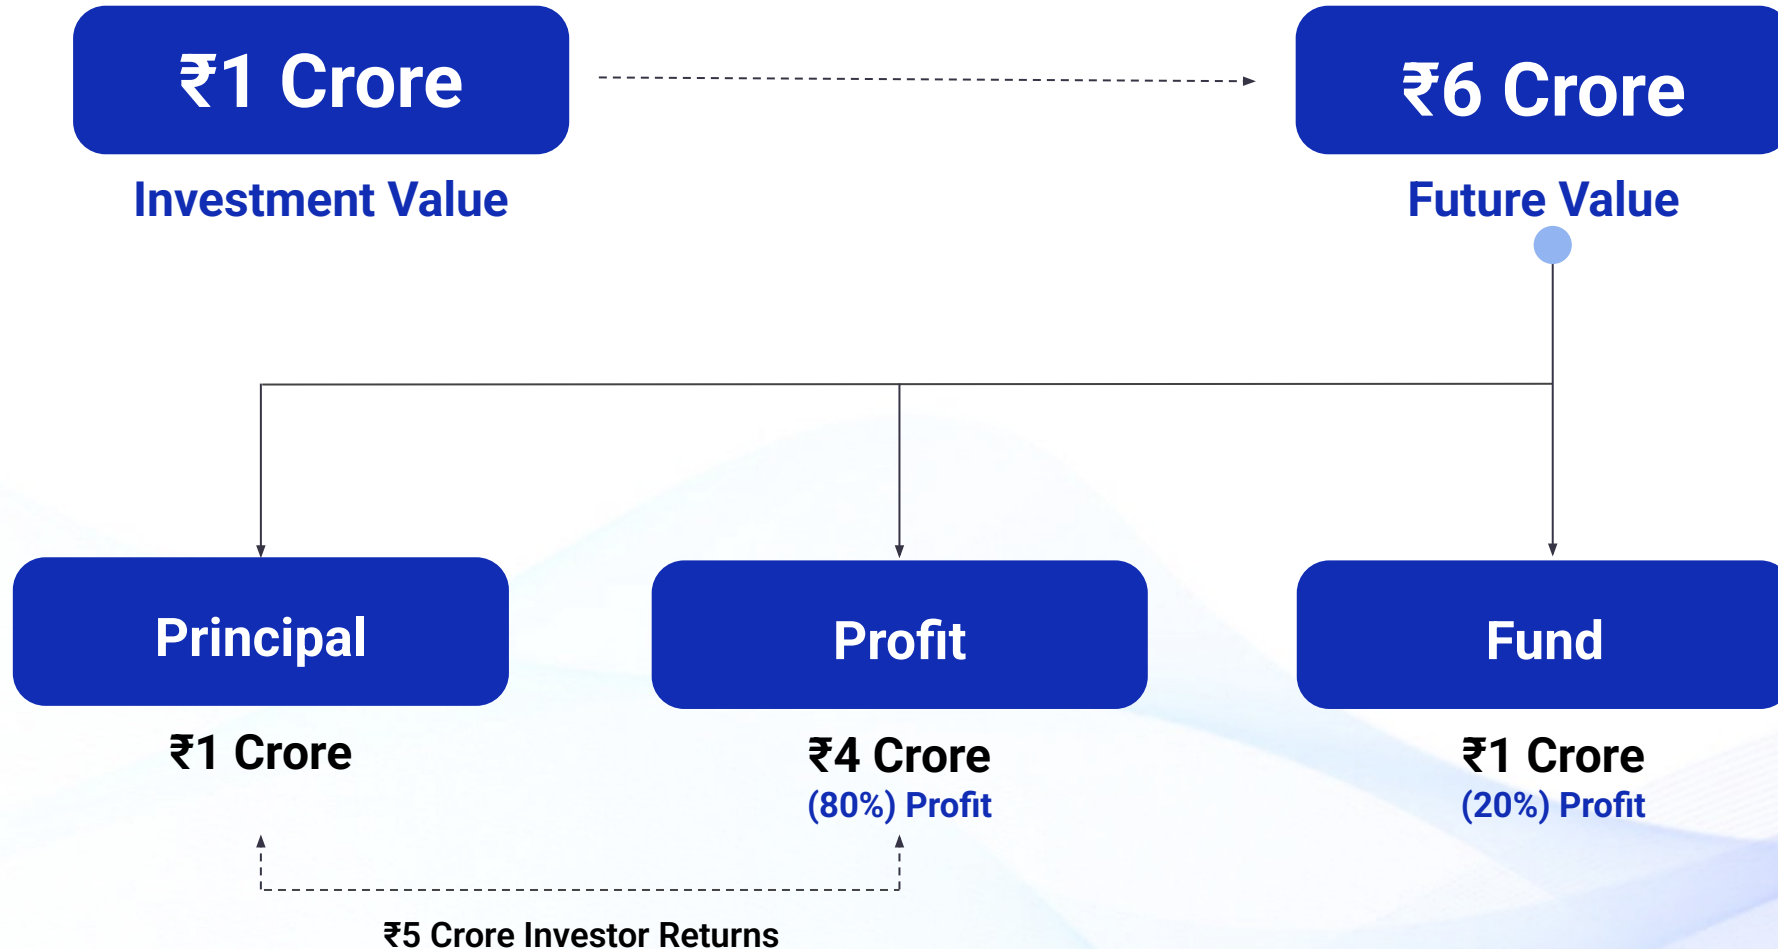 ₹1 Crore
₹6 Crore
Investment Value
Future Value
Principal
Profit
Fund
₹1 Crore
₹4 Crore
₹1 Crore
(80%) Profit
(20%) Profit
₹5 Crore Investor Returns